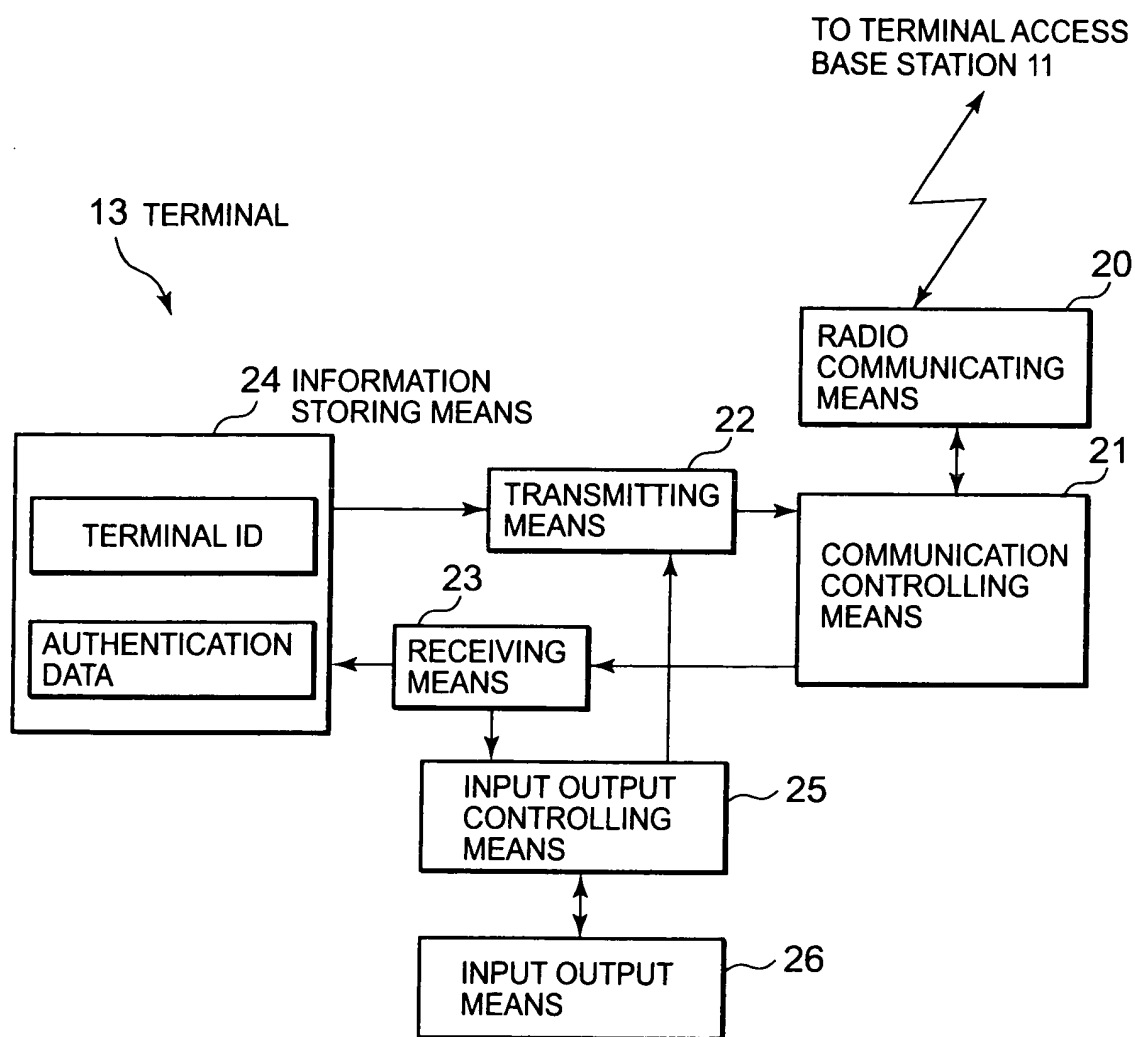 TO TERMINAL ACCESS
BASE STATION 11
13 TERMINAL
20
RADIO
COMMUNICATING
MEANS
24 INFORMATION
STORING MEANS
22
21
TRANSMITTING
MEANS
TERMINAL ID
COMMUNICATION
CONTROLLING
MEANS
23
AUTHENTICATION
DATA
RECEIVING
MEANS
INPUT OUTPUT
CONTROLLING
MEANS
25
INPUT OUTPUT
MEANS
26